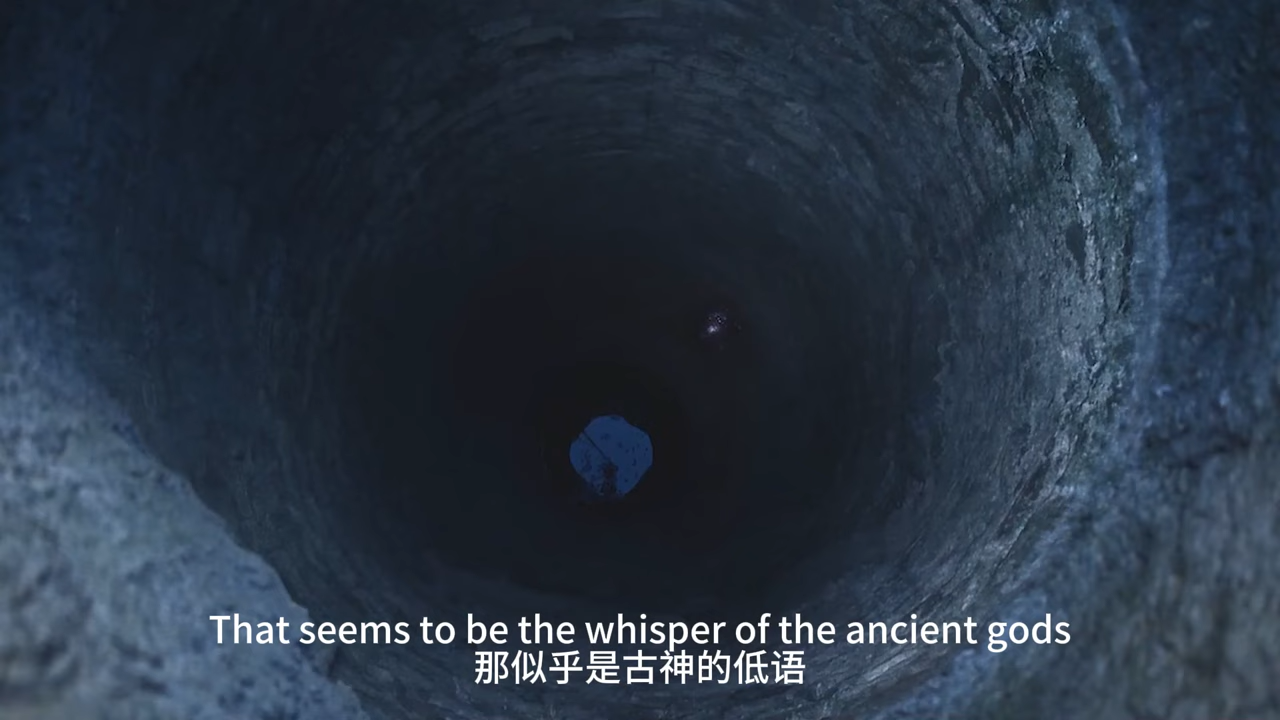 That seems to be the whisper of the ancient gods
那似乎是古神的低语